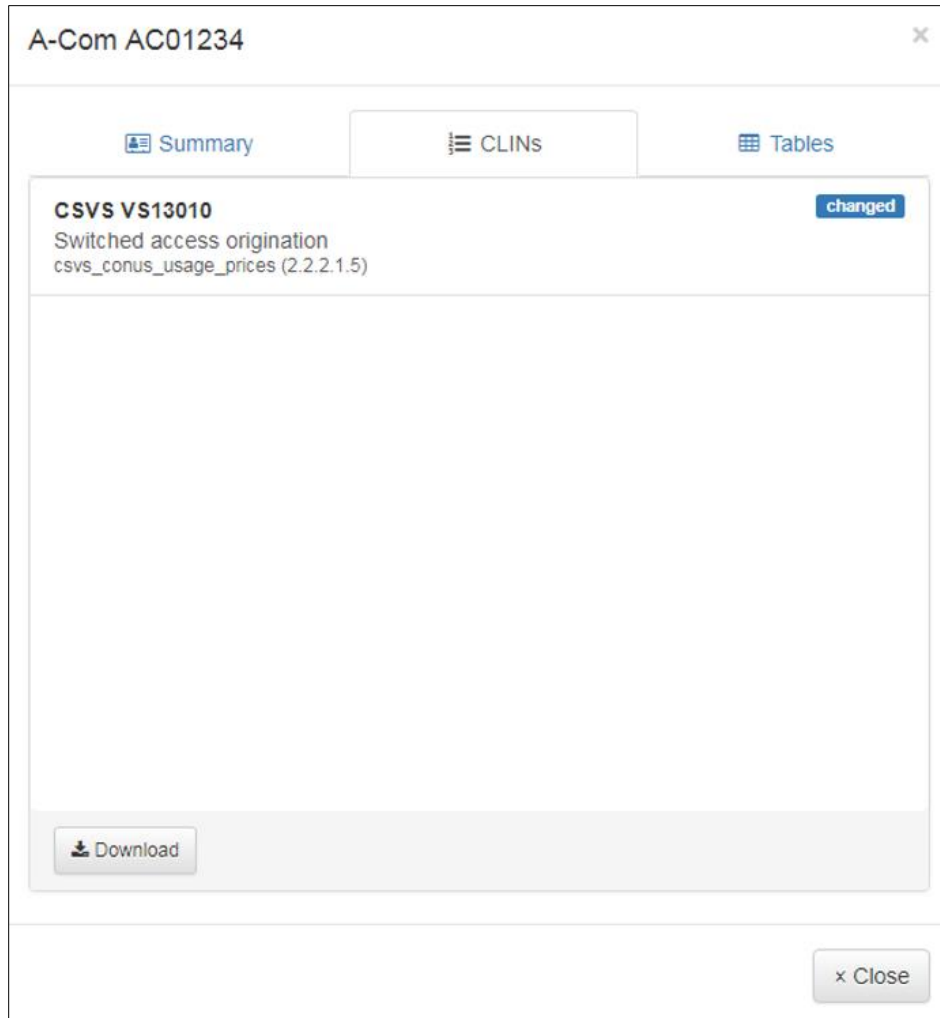 A-Com AC01234
×
Summary
CLINs
Tables
CSVS VS13010
changed
Switched access origination
csvs_conus_usage_prices (2.2.2.1.5)
Download
× Close